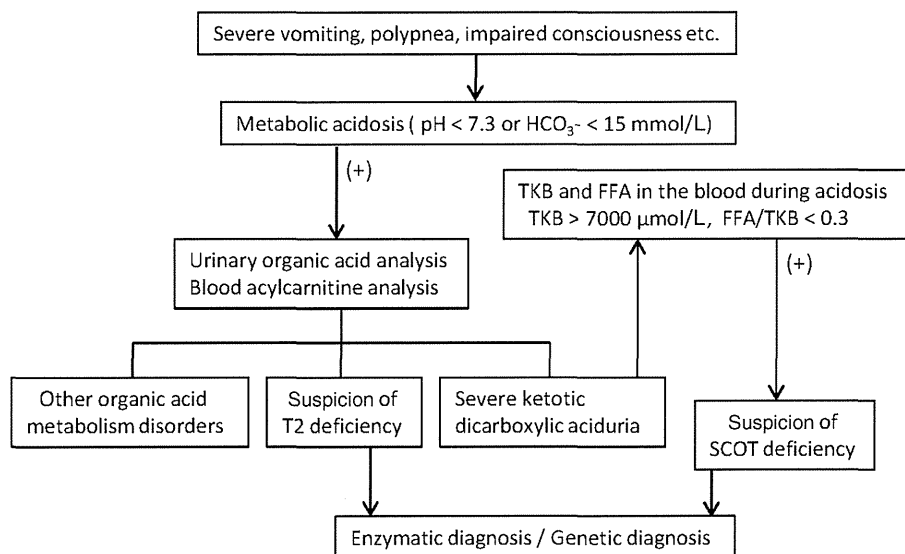 Severe vomiting, polypnea, impaired consciousness etc.
Metabolic acidosis ( pH < 7.3 or HCO₃- < 15 mmol/L)
(+)
TKB and FFA in the blood during acidosis
TKB > 7000 μmol/L, FFA/TKB < 0.3
(+)
Urinary organic acid analysis
Blood acylcarnitine analysis
Other organic acid
metabolism disorders
Suspicion of
T2 deficiency
Severe ketotic
dicarboxylic aciduria
Suspicion of
SCOT deficiency
Enzymatic diagnosis / Genetic diagnosis